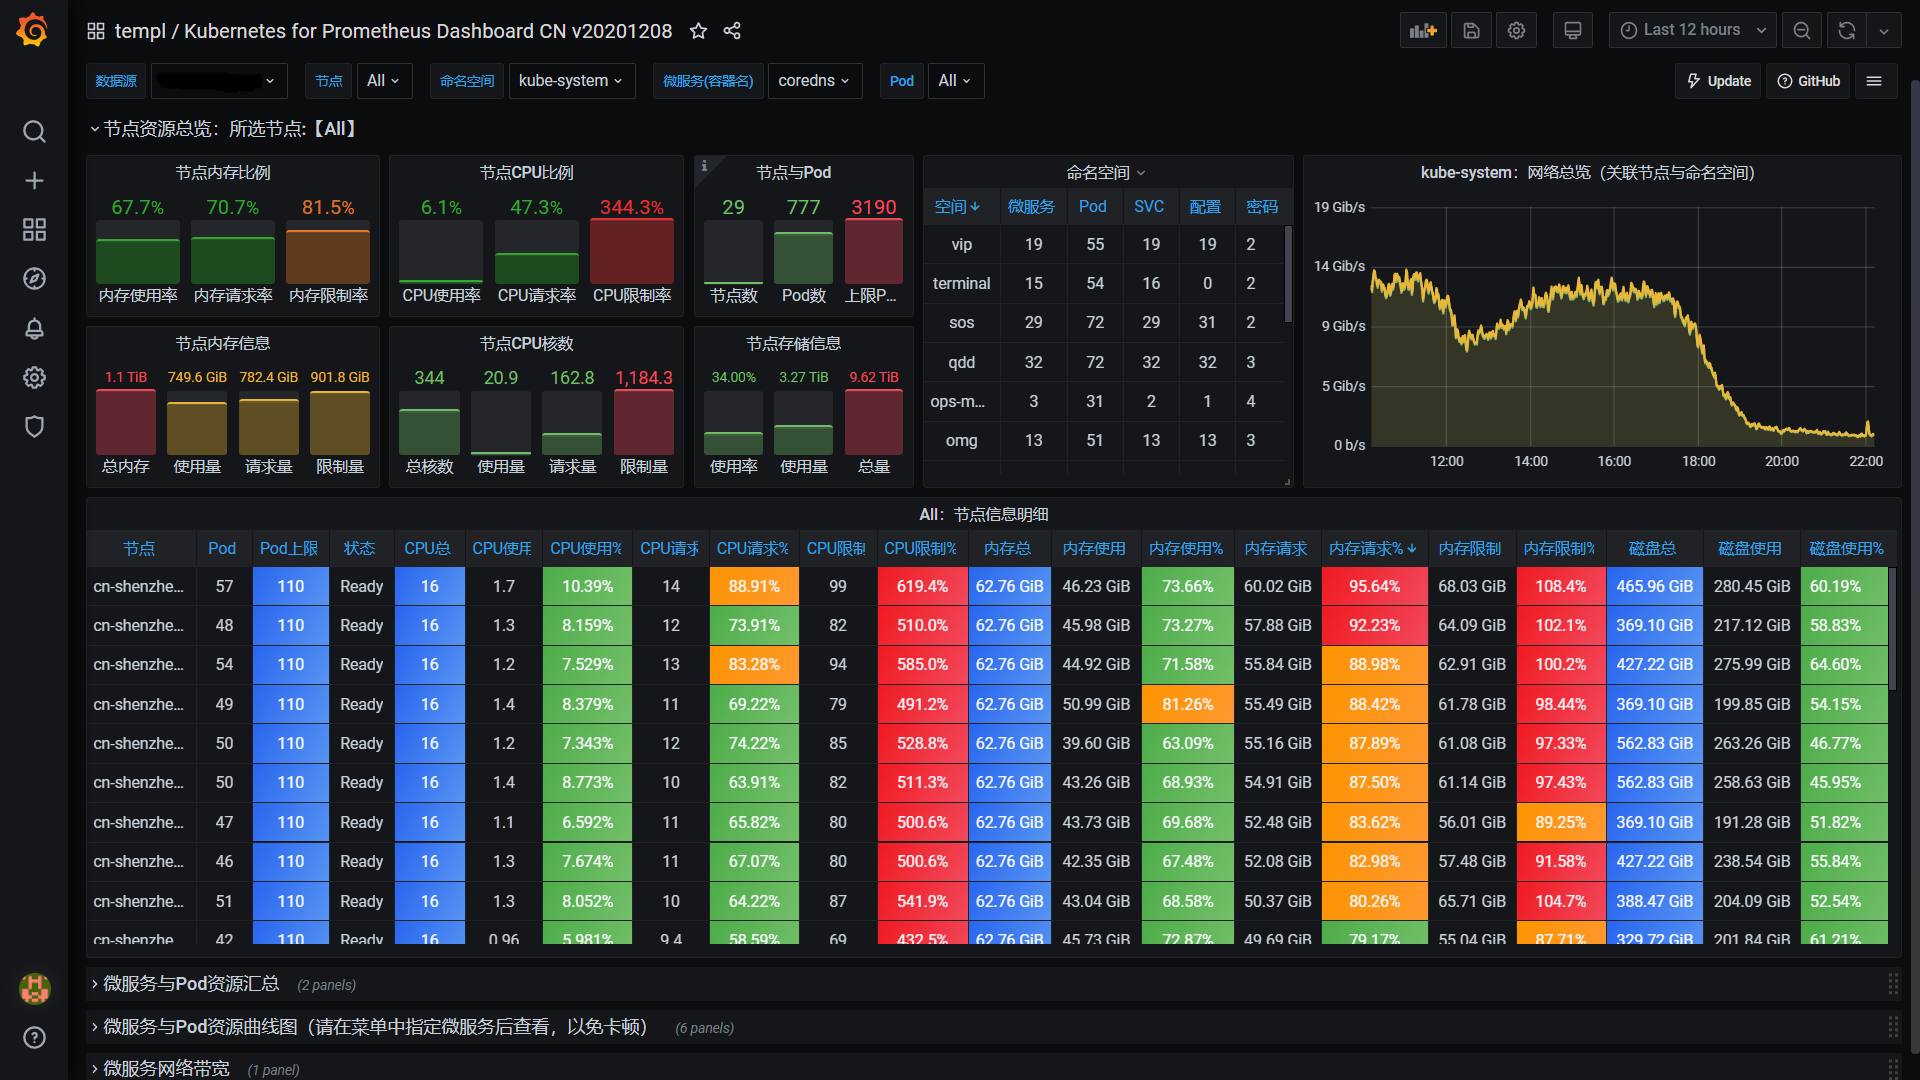 templ / Kubernetes for Prometheus Dashboard CN v20201208
Last 12 hours
数据源
节点 All
命名空间 kube-system
微服务(容器名) coredns
Pod All
Update
GitHub
节点资源总览：所选节点:【All】
节点内存比例
67.7% 70.7% 81.5%
内存使用率 内存请求率 内存限制率
节点CPU比例
6.1% 47.3% 344.3%
CPU使用率 CPU请求率 CPU限制率
节点与Pod
29 777 3190
节点数 Pod数 上限P...
节点内存信息
1.1 TiB 749.6 GiB 782.4 GiB 901.8 GiB
总内存 使用量 请求量 限制量
节点CPU核数
344 20.9 162.8 1,184.3
总核数 使用量 请求量 限制量
节点存储信息
34.00% 3.27 TiB 9.62 TiB
使用率 使用量 总量
命名空间
空间 微服务 Pod SVC 配置 密码
vip 19 55 19 19 2
terminal 15 54 16 0 2
sos 29 72 29 31 2
qdd 32 72 32 32 3
ops-m... 3 31 2 1 4
omg 13 51 13 13 3
kube-system：网络总览（关联节点与命名空间）
19 Gib/s
14 Gib/s
9 Gib/s
5 Gib/s
0 b/s
12:00 14:00 16:00 18:00 20:00 22:00
All：节点信息明细
节点 Pod Pod上限 状态 CPU总 CPU使用 CPU使用% CPU请求 CPU请求% CPU限制 CPU限制% 内存总 内存使用 内存使用% 内存请求 内存请求% 内存限制 内存限制% 磁盘总 磁盘使用 磁盘使用%
cn-shenzhe... 57 110 Ready 16 1.7 10.39% 14 88.91% 99 619.4% 62.76 GiB 46.23 GiB 73.66% 60.02 GiB 95.64% 68.03 GiB 108.4% 465.96 GiB 280.45 GiB 60.19%
cn-shenzhe... 48 110 Ready 16 1.3 8.159% 12 73.91% 82 510.0% 62.76 GiB 45.98 GiB 73.27% 57.88 GiB 92.23% 64.09 GiB 102.1% 369.10 GiB 217.12 GiB 58.83%
cn-shenzhe... 54 110 Ready 16 1.2 7.529% 13 83.28% 94 585.0% 62.76 GiB 44.92 GiB 71.58% 55.84 GiB 88.98% 62.91 GiB 100.2% 427.22 GiB 275.99 GiB 64.60%
cn-shenzhe... 49 110 Ready 16 1.4 8.379% 11 69.22% 79 491.2% 62.76 GiB 50.99 GiB 81.26% 55.49 GiB 88.42% 61.78 GiB 98.44% 369.10 GiB 199.85 GiB 54.15%
cn-shenzhe... 50 110 Ready 16 1.2 7.343% 12 74.22% 85 528.8% 62.76 GiB 39.60 GiB 63.09% 55.16 GiB 87.89% 61.08 GiB 97.33% 562.83 GiB 263.26 GiB 46.77%
cn-shenzhe... 50 110 Ready 16 1.4 8.773% 10 63.91% 82 511.3% 62.76 GiB 43.26 GiB 68.93% 54.91 GiB 87.50% 61.14 GiB 97.43% 562.83 GiB 258.63 GiB 45.95%
cn-shenzhe... 47 110 Ready 16 1.1 6.592% 11 65.82% 80 500.6% 62.76 GiB 43.73 GiB 69.68% 52.48 GiB 83.62% 56.01 GiB 89.25% 369.10 GiB 191.28 GiB 51.82%
cn-shenzhe... 46 110 Ready 16 1.3 7.674% 11 67.07% 80 500.6% 62.76 GiB 42.35 GiB 67.48% 52.08 GiB 82.98% 57.48 GiB 91.58% 427.22 GiB 238.54 GiB 55.84%
cn-shenzhe... 51 110 Ready 16 1.3 8.052% 10 64.22% 87 541.9% 62.76 GiB 43.04 GiB 68.58% 50.37 GiB 80.26% 65.71 GiB 104.7% 388.47 GiB 204.09 GiB 52.54%
cn-shenzhe 42 110 Ready 16 0.96 5.981% 9.4 58.59% 69 432.5% 62.76 GiB 45.73 GiB 72.87% 49.69 GiB 79.17% 55.04 GiB 87.71% 329.72 GiB 201.84 GiB 61.21%
微服务与Pod资源汇总 (2 panels)
微服务与Pod资源曲线图（请在菜单中指定微服务后查看，以免卡顿） (6 panels)
微服务网络带宽 (1 panel)